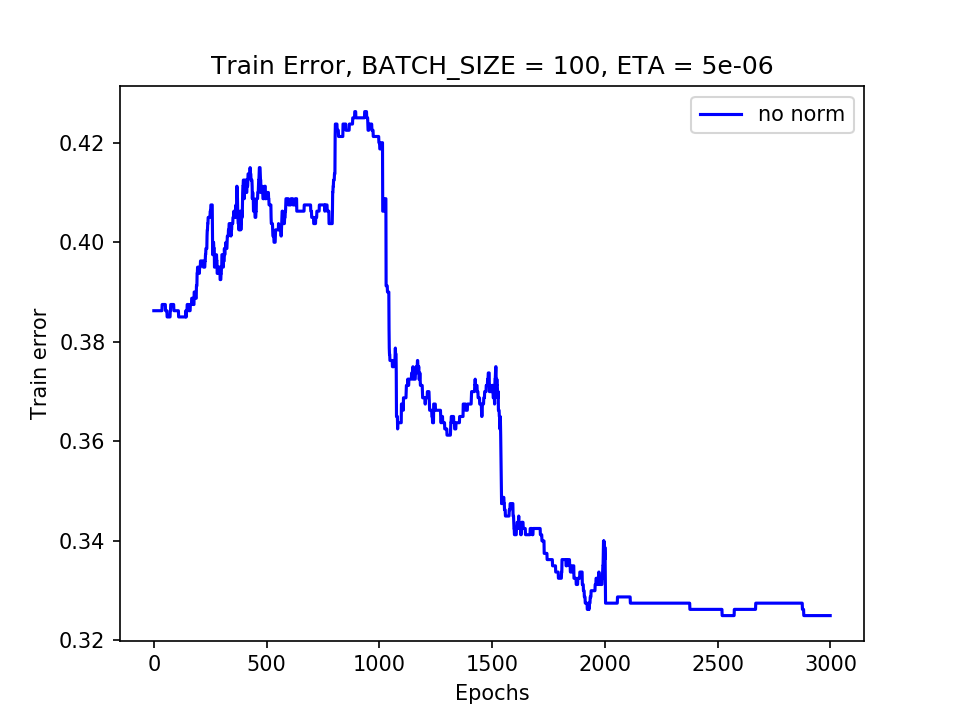 Train Error, BATCH_SIZE = 100, ETA = 5e-06
no norm
0.42
0.40
0.38
0.36
0.34
0.32
Train error
0 500 1000 1500 2000 2500 3000
Epochs